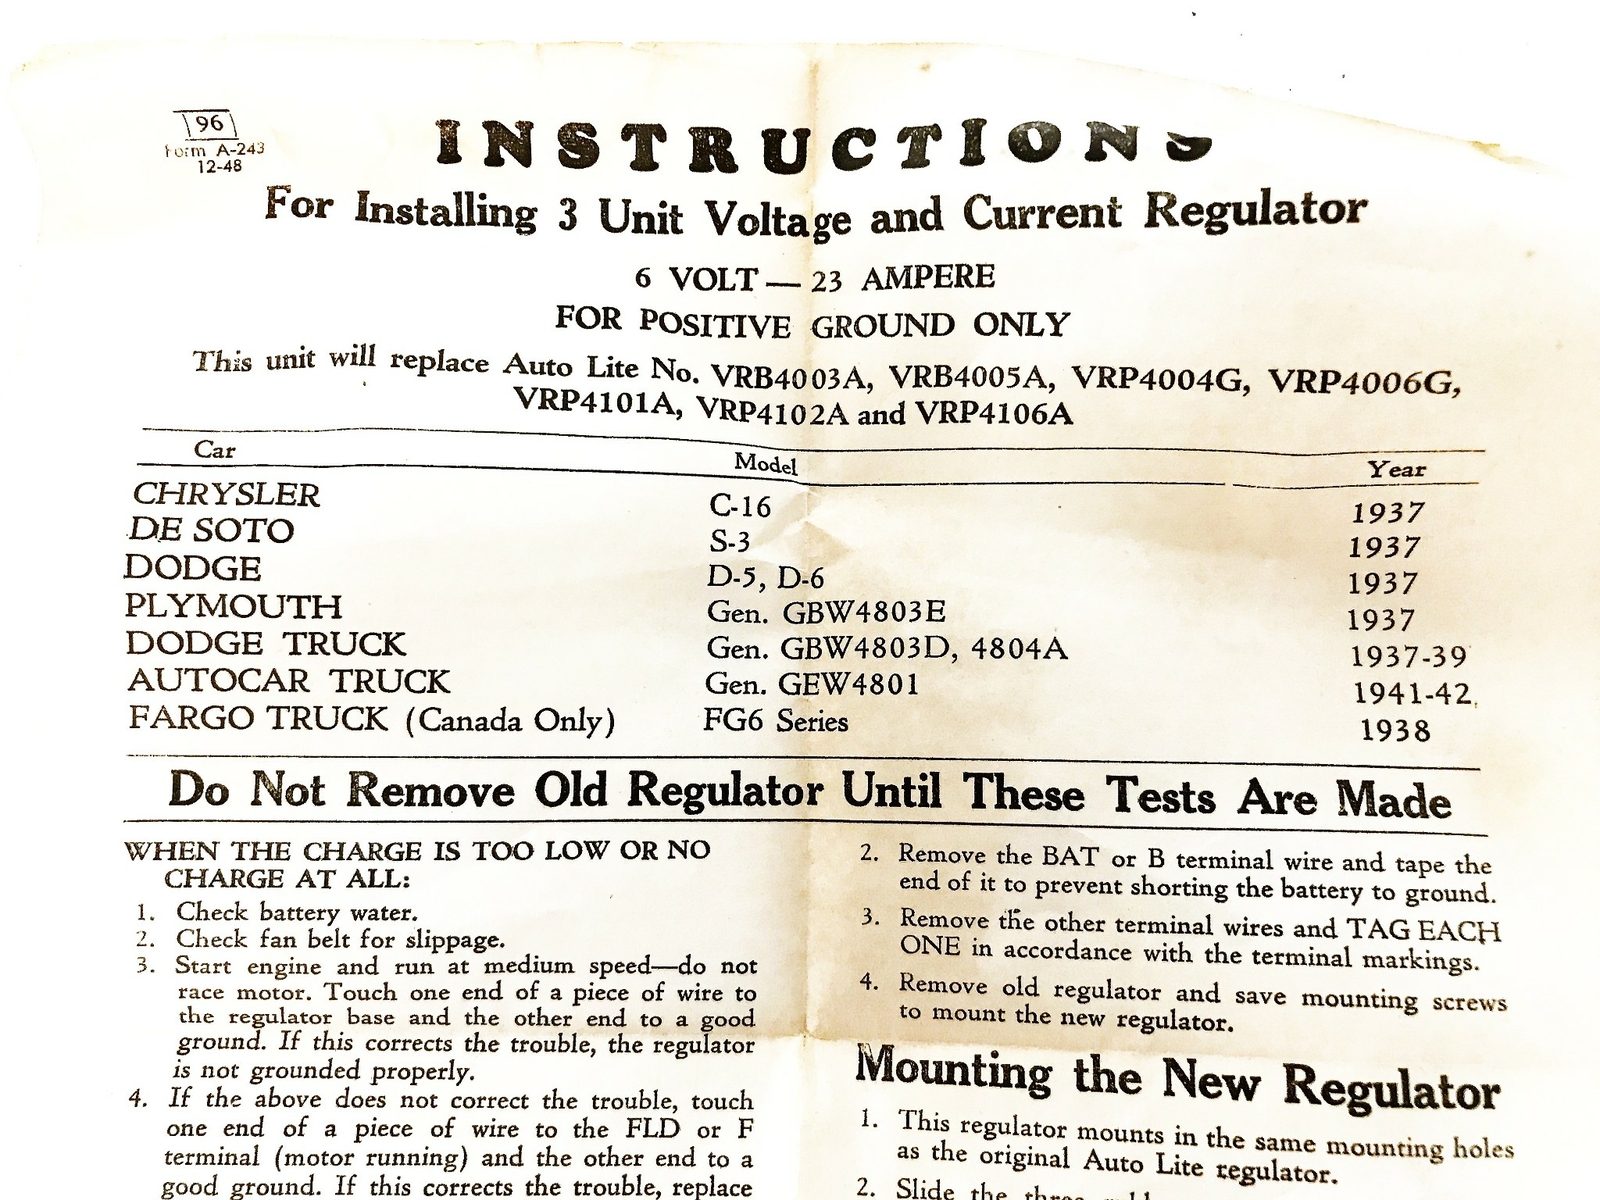 96
Form A-243
12-48
INSTRUCTIONS
For Installing 3 Unit Voltage and Current Regulator
6 VOLT — 23 AMPERE
FOR POSITIVE GROUND ONLY
This unit will replace Auto Lite No. VRB4003A, VRB4005A, VRP4004G, VRP4006G,
VRP4101A, VRP4102A and VRP4106A
Car Model Year
CHRYSLER C-16 1937
DE SOTO S-3 1937
DODGE D-5, D-6 1937
PLYMOUTH Gen. GBW4803E 1937
DODGE TRUCK Gen. GBW4803D, 4804A 1937-39
AUTOCAR TRUCK Gen. GEW4801 1941-42
FARGO TRUCK (Canada Only) FG6 Series 1938
Do Not Remove Old Regulator Until These Tests Are Made
WHEN THE CHARGE IS TOO LOW OR NO
CHARGE AT ALL:
1. Check battery water.
2. Check fan belt for slippage.
3. Start engine and run at medium speed—do not
race motor. Touch one end of a piece of wire to
the regulator base and the other end to a good
ground. If this corrects the trouble, the regulator
is not grounded properly.
4. If the above does not correct the trouble, touch
one end of a piece of wire to the FLD or F
terminal (motor running) and the other end to a
good ground. If this corrects the trouble, replace
2. Remove the BAT or B terminal wire and tape the
end of it to prevent shorting the battery to ground.
3. Remove the other terminal wires and TAG EACH
ONE in accordance with the terminal markings.
4. Remove old regulator and save mounting screws
to mount the new regulator.
Mounting the New Regulator
1. This regulator mounts in the same mounting holes
as the original Auto Lite regulator.
2. Slide the three